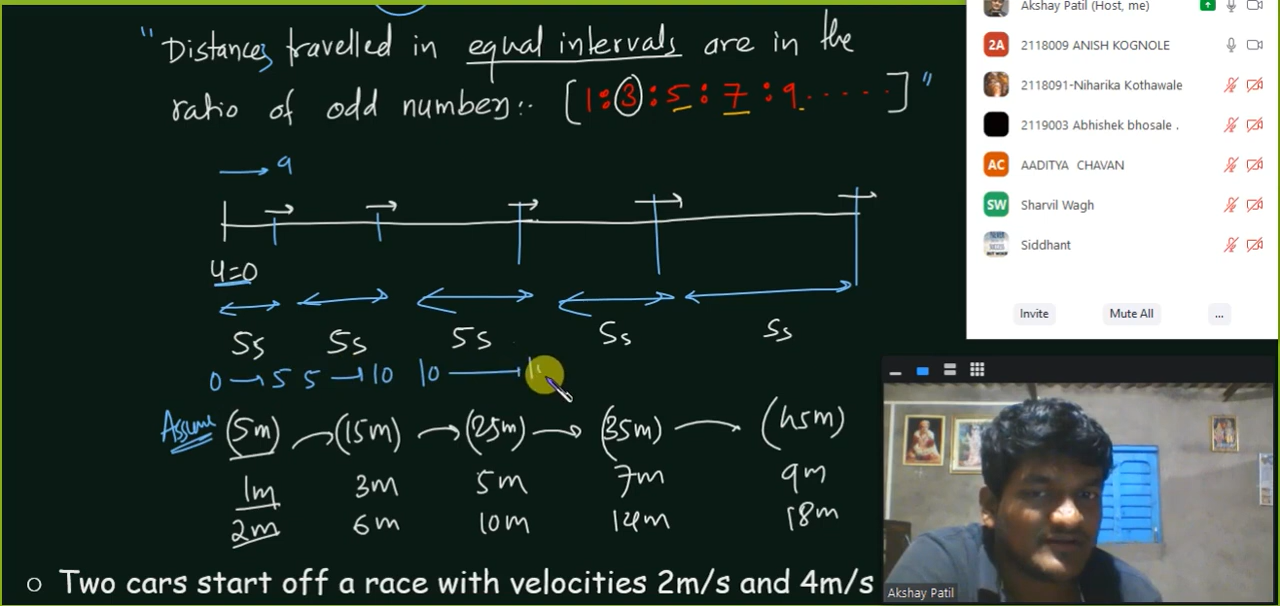 "Distances travelled in equal intervals are in the
ratio of odd numbers:- [1:3:5:7:9.....]"
a
u=0
5s 5s 5s 5s 5s
0→5 5→10 10→1
Assume (5m) → (15m) → (25m) → (35m) → (45m)
1m 3m 5m 7m 9m
2m 6m 10m 14m 18m
○ Two cars start off a race with velocities 2m/s and 4m/s
Akshay Patil (Host, me)
2A 2118009 ANISH KOGNOLE
2118091-Niharika Kothawale
2119003 Abhishek bhosale .
AC AADITYA CHAVAN
SW Sharvil Wagh
Siddhant
Invite Mute All ...
Akshay Patil